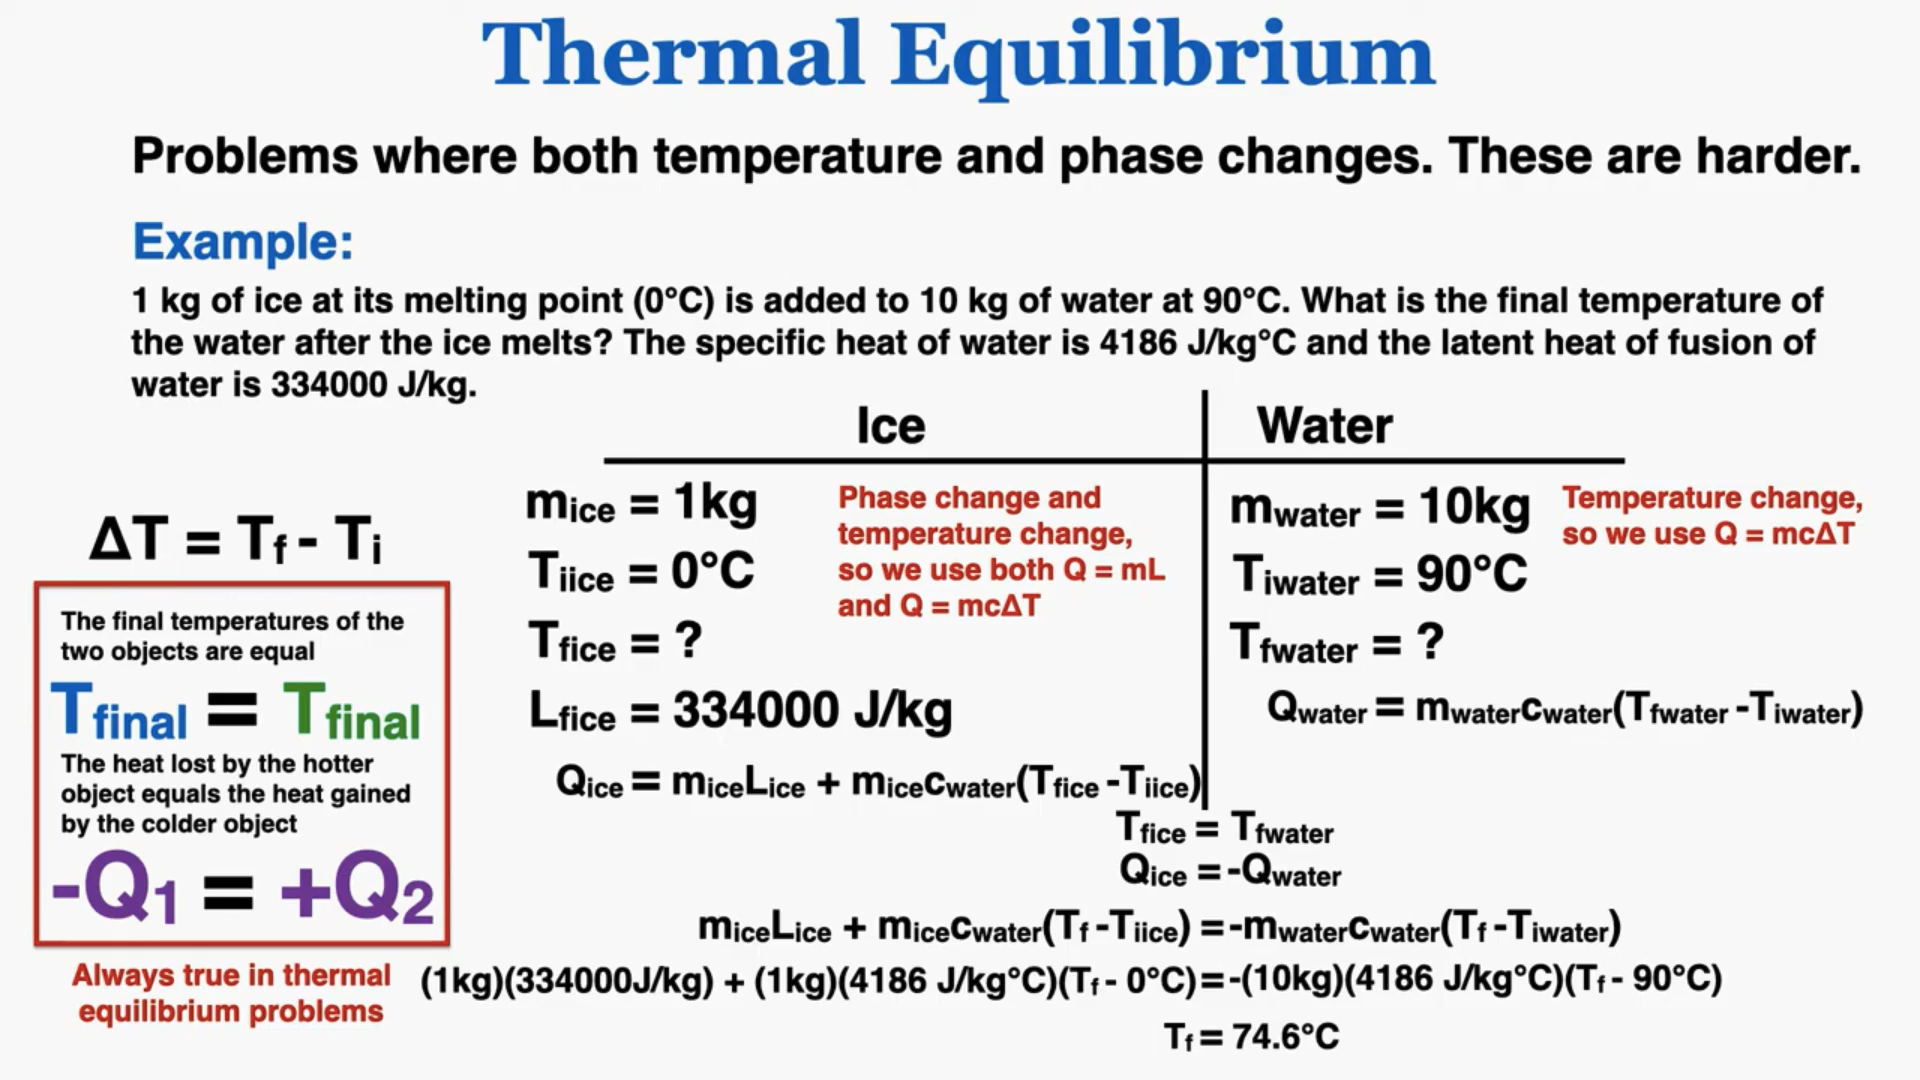 Thermal Equilibrium
Problems where both temperature and phase changes. These are harder.
Example:
1 kg of ice at its melting point (0°C) is added to 10 kg of water at 90°C. What is the final temperature of
the water after the ice melts? The specific heat of water is 4186 J/kg°C and the latent heat of fusion of
water is 334000 J/kg.
ΔT = Tf - Ti
The final temperatures of the
two objects are equal
Tfinal = Tfinal
The heat lost by the hotter
object equals the heat gained
by the colder object
-Q1 = +Q2
Always true in thermal
equilibrium problems
Ice
mice = 1kg
Tiice = 0°C
Tfice = ?
Lfice = 334000 J/kg
Phase change and
temperature change,
so we use both Q = mL
and Q = mcΔT
Qice = miceLice + micecwater(Tfice -Tiice)
Water
mwater = 10kg
Tiwater = 90°C
Tfwater = ?
Temperature change,
so we use Q = mcΔT
Qwater = mwatercwater(Tfwater -Tiwater)
Tfice = Tfwater
Qice =-Qwater
miceLice + micecwater(Tf -Tiice) =-mwatercwater(Tf -Tiwater)
(1kg)(334000J/kg) + (1kg)(4186 J/kg°C)(Tf - 0°C)=-(10kg)(4186 J/kg°C)(Tf - 90°C)
Tf = 74.6°C